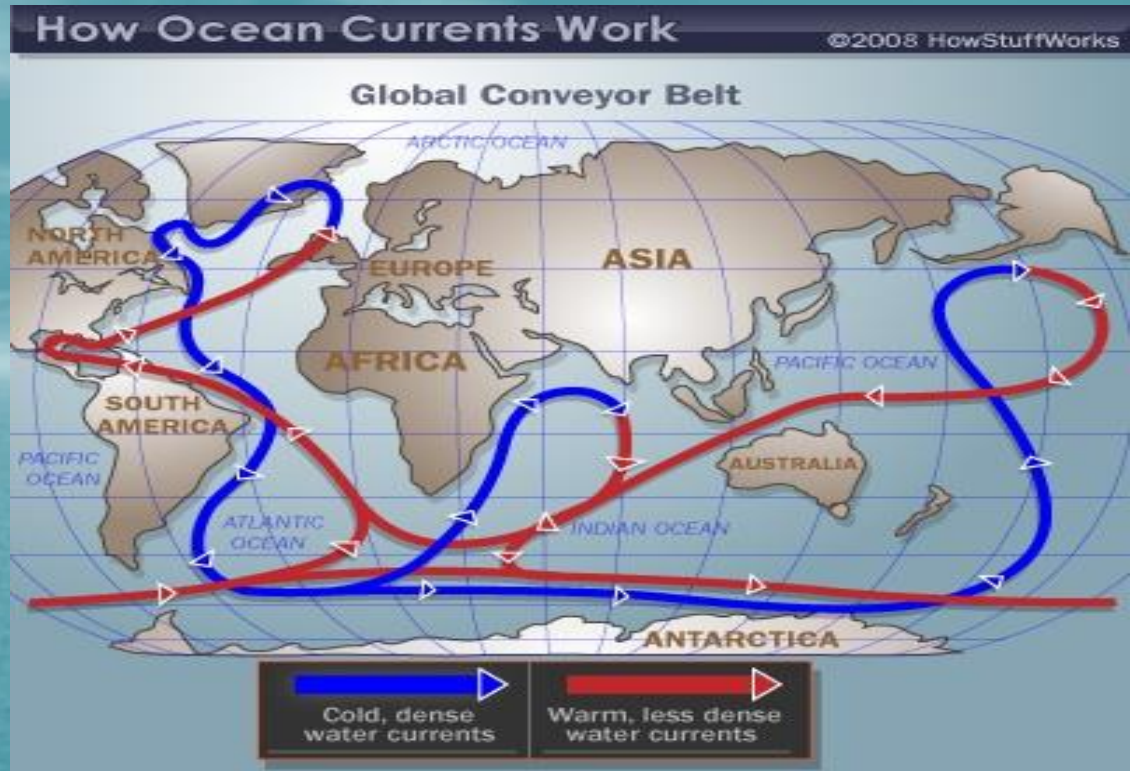 How Ocean Currents Work
©2008 HowStuffWorks
Global Conveyor Belt
ARCTIC OCEAN
NORTH
AMERICA
EUROPE
ASIA
AFRICA
PACIFIC OCEAN
SOUTH
AMERICA
PACIFIC
OCEAN
AUSTRALIA
ATLANTIC
OCEAN
INDIAN OCEAN
ANTARCTICA
Cold, dense
water currents
Warm, less dense
water currents